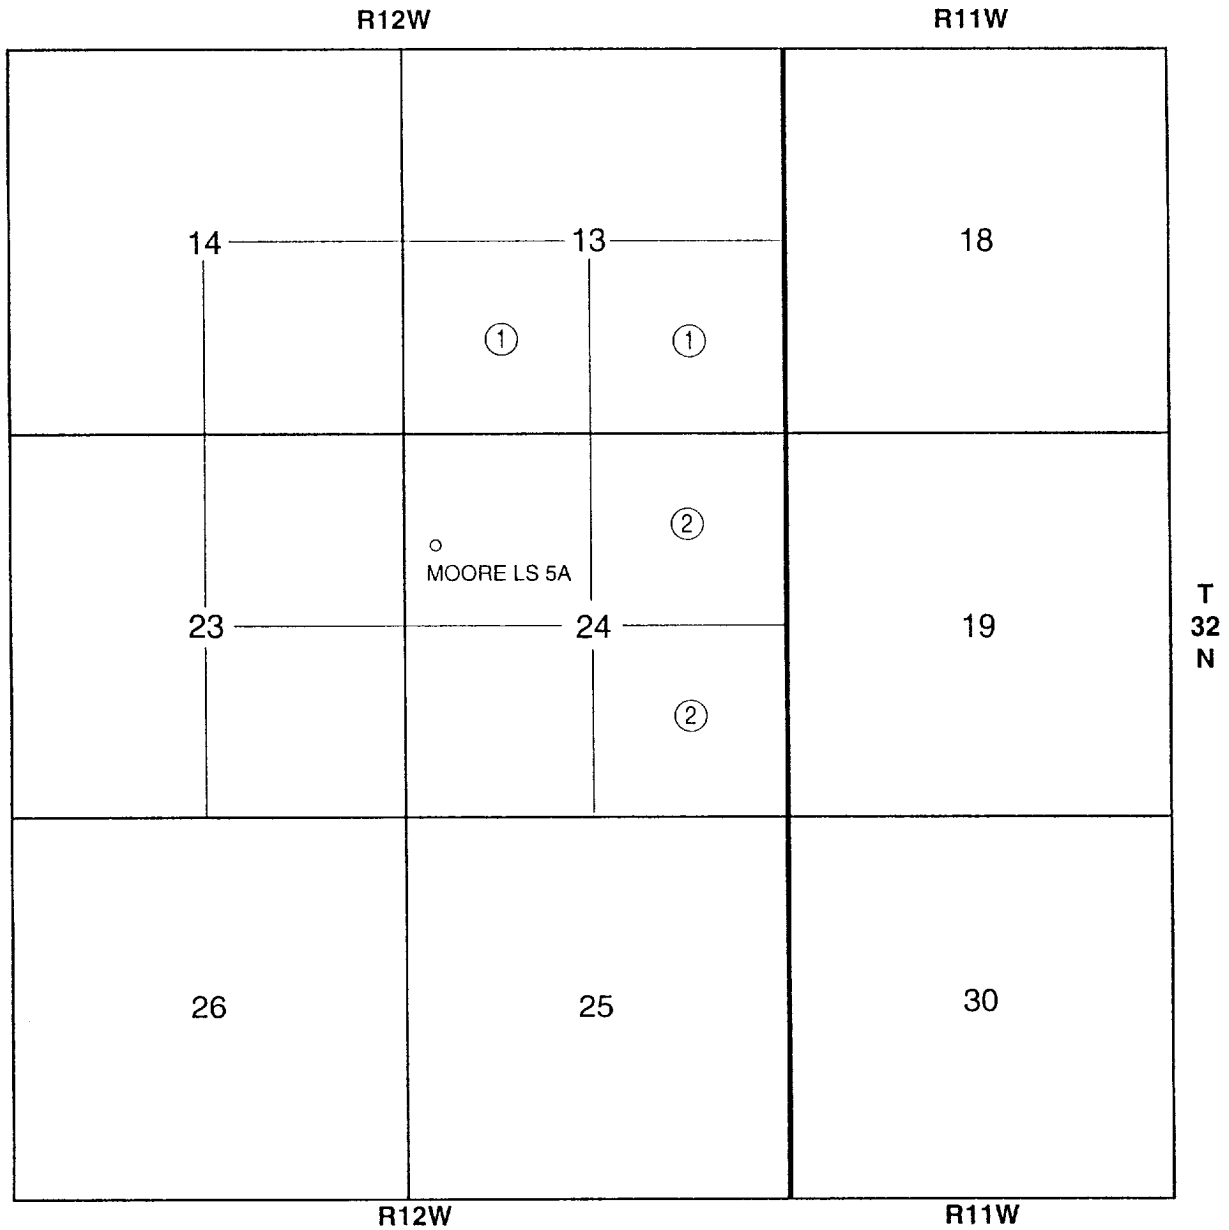 R12W R11W
14 13 18
① ①
②
MOORE LS 5A
T
23 24 19 32
N
②
26 25 30
R12W R11W